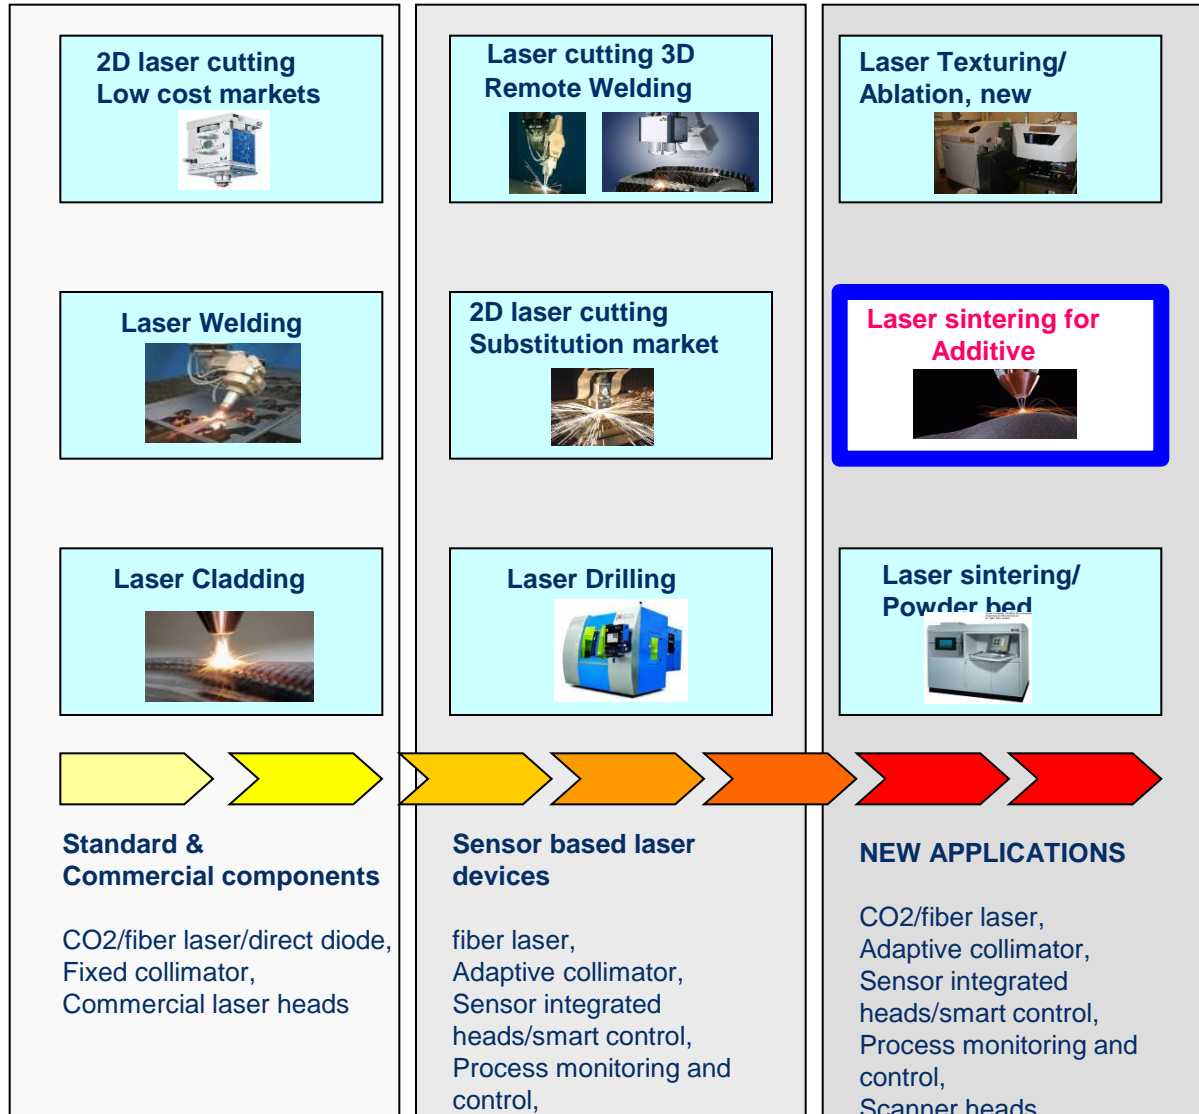 2D laser cutting
Low cost markets
Laser Welding
Laser Cladding
Standard &
Commercial components
CO2/fiber laser/direct diode,
Fixed collimator,
Commercial laser heads
Laser cutting 3D
Remote Welding
2D laser cutting
Substitution market
Laser Drilling
Sensor based laser
devices
fiber laser,
Adaptive collimator,
Sensor integrated
heads/smart control,
Process monitoring and
control,
Laser Texturing/
Ablation, new
Laser sintering for
Additive
Laser sintering/
Powder bed
NEW APPLICATIONS
CO2/fiber laser,
Adaptive collimator,
Sensor integrated
heads/smart control,
Process monitoring and
control,
Scanner heads